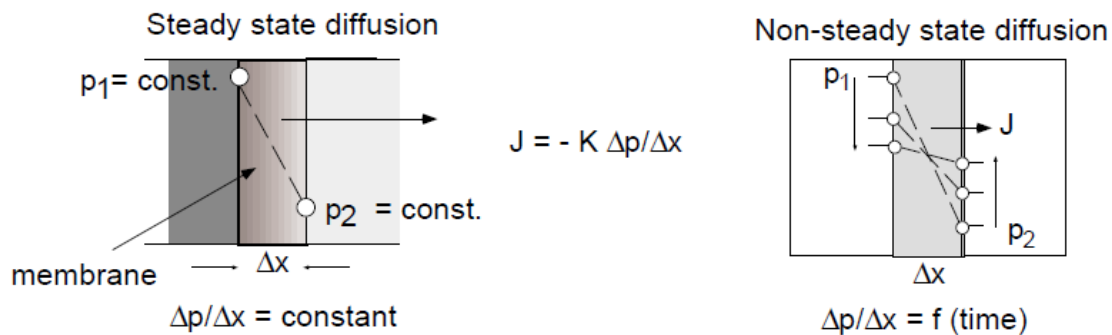 Steady state diffusion
p1= const.
p2 = const.
membrane
Δx
Δp/Δx = constant
J = - K Δp/Δx
Non-steady state diffusion
p1
J
p2
Δx
Δp/Δx = f (time)